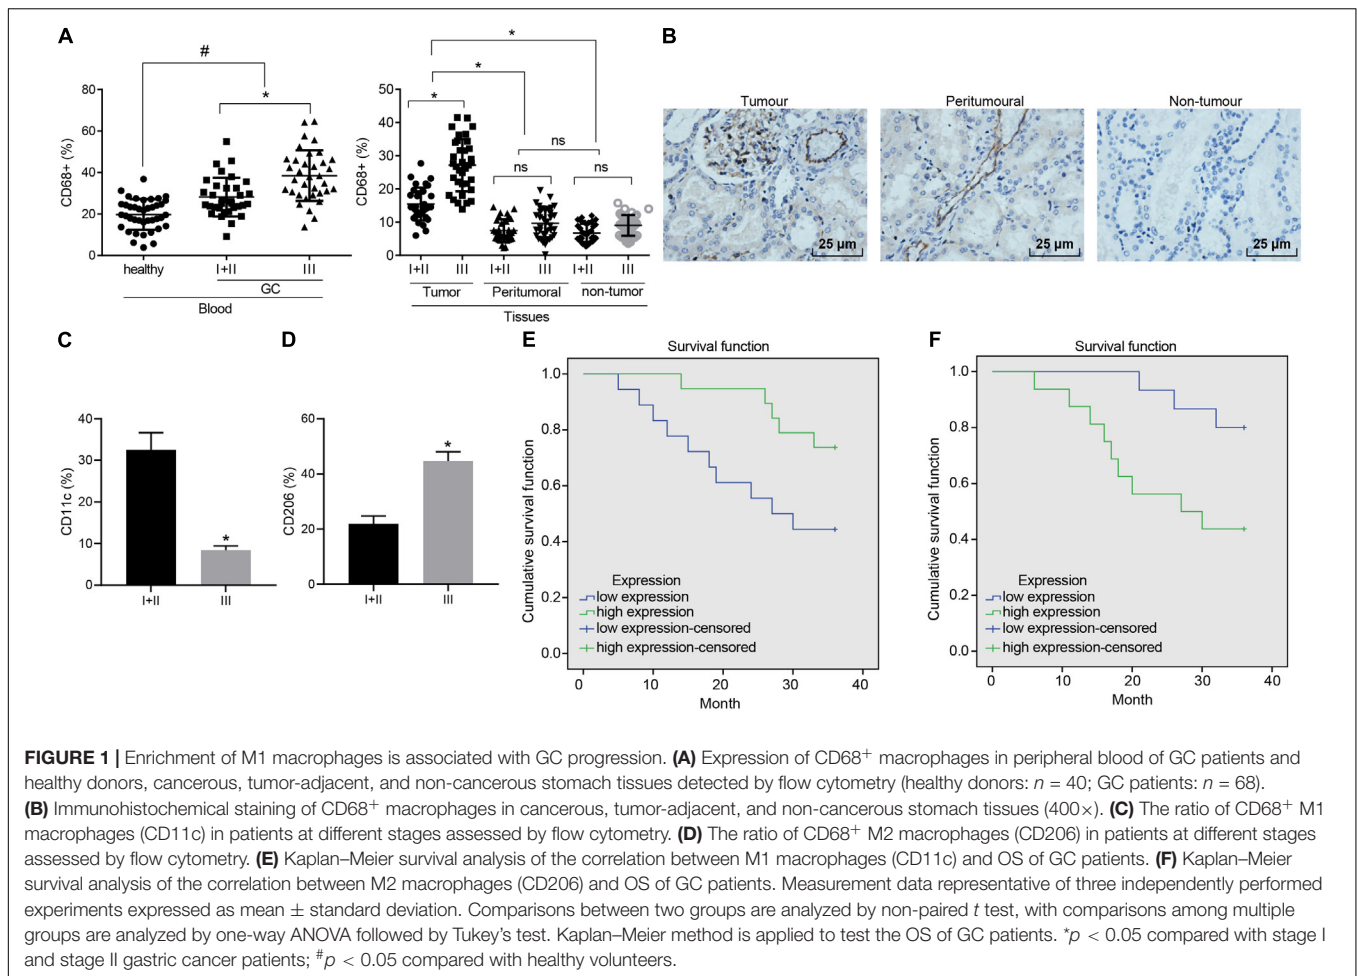 A
#
*
80
60
40
20
0
CD68+ (%)
healthy
I+II
III
GC
Blood
*
*
*
ns
ns
ns
50
40
30
20
10
0
CD68+ (%)
I+II
III
I+II
III
I+II
III
Tumor
Peritumoral
non-tumor
Tissues
B
Tumour
Peritumoural
Non-tumour
25 µm
25 µm
25 µm
C
40
30
20
10
0
CD11c (%)
*
I+II
III
D
60
40
20
0
CD206 (%)
*
I+II
III
E
Survival function
1.0
0.8
0.6
0.4
0.2
0.0
Cumulative survival function
Expression
low expression
high expression
low expression-censored
high expression-censored
0
10
20
30
40
Month
F
Survival function
1.0
0.8
0.6
0.4
0.2
0.0
Cumulative survival function
Expression
low expression
high expression
low expression-censored
high expression-censored
0
10
20
30
40
Month
FIGURE 1 | Enrichment of M1 macrophages is associated with GC progression. (A) Expression of CD68⁺ macrophages in peripheral blood of GC patients and
healthy donors, cancerous, tumor-adjacent, and non-cancerous stomach tissues detected by flow cytometry (healthy donors: n = 40; GC patients: n = 68).
(B) Immunohistochemical staining of CD68⁺ macrophages in cancerous, tumor-adjacent, and non-cancerous stomach tissues (400×). (C) The ratio of CD68⁺ M1
macrophages (CD11c) in patients at different stages assessed by flow cytometry. (D) The ratio of CD68⁺ M2 macrophages (CD206) in patients at different stages
assessed by flow cytometry. (E) Kaplan–Meier survival analysis of the correlation between M1 macrophages (CD11c) and OS of GC patients. (F) Kaplan–Meier
survival analysis of the correlation between M2 macrophages (CD206) and OS of GC patients. Measurement data representative of three independently performed
experiments expressed as mean ± standard deviation. Comparisons between two groups are analyzed by non-paired t test, with comparisons among multiple
groups are analyzed by one-way ANOVA followed by Tukey's test. Kaplan–Meier method is applied to test the OS of GC patients. *p < 0.05 compared with stage I
and stage II gastric cancer patients; #p < 0.05 compared with healthy volunteers.